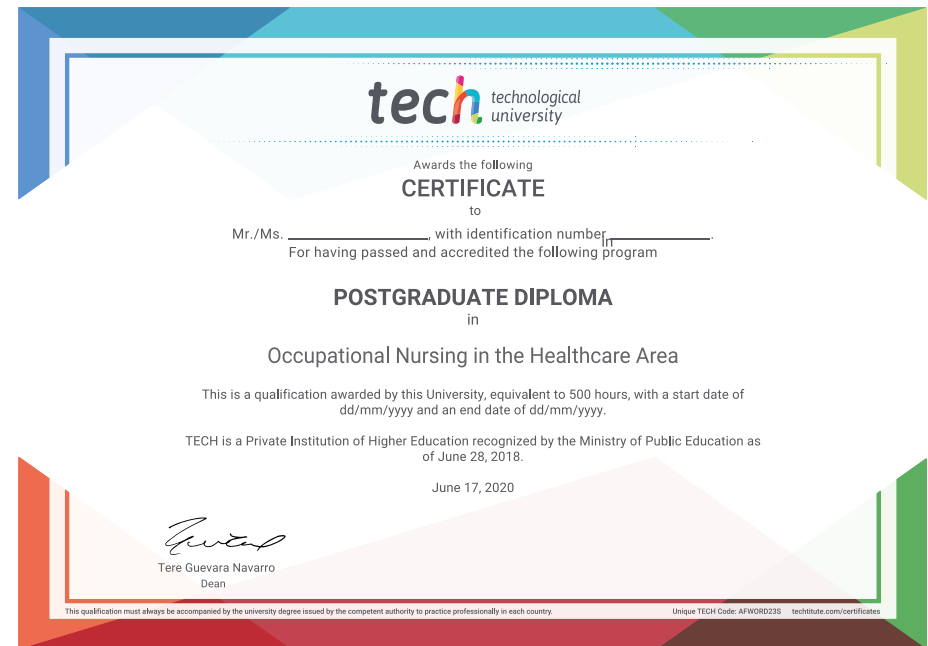 tech technological
university
Awards the following
CERTIFICATE
to
Mr./Ms. ____________________, with identification number ______________.
in
For having passed and accredited the following program
POSTGRADUATE DIPLOMA
in
Occupational Nursing in the Healthcare Area
This is a qualification awarded by this University, equivalent to 500 hours, with a start date of
dd/mm/yyyy and an end date of dd/mm/yyyy.
TECH is a Private Institution of Higher Education recognized by the Ministry of Public Education as
of June 28, 2018.
June 17, 2020
Tere Guevara Navarro
Dean
This qualification must always be accompanied by the university degree issued by the competent authority to practice professionally in each country. Unique TECH Code: AFWORD23S techtitute.com/certificates